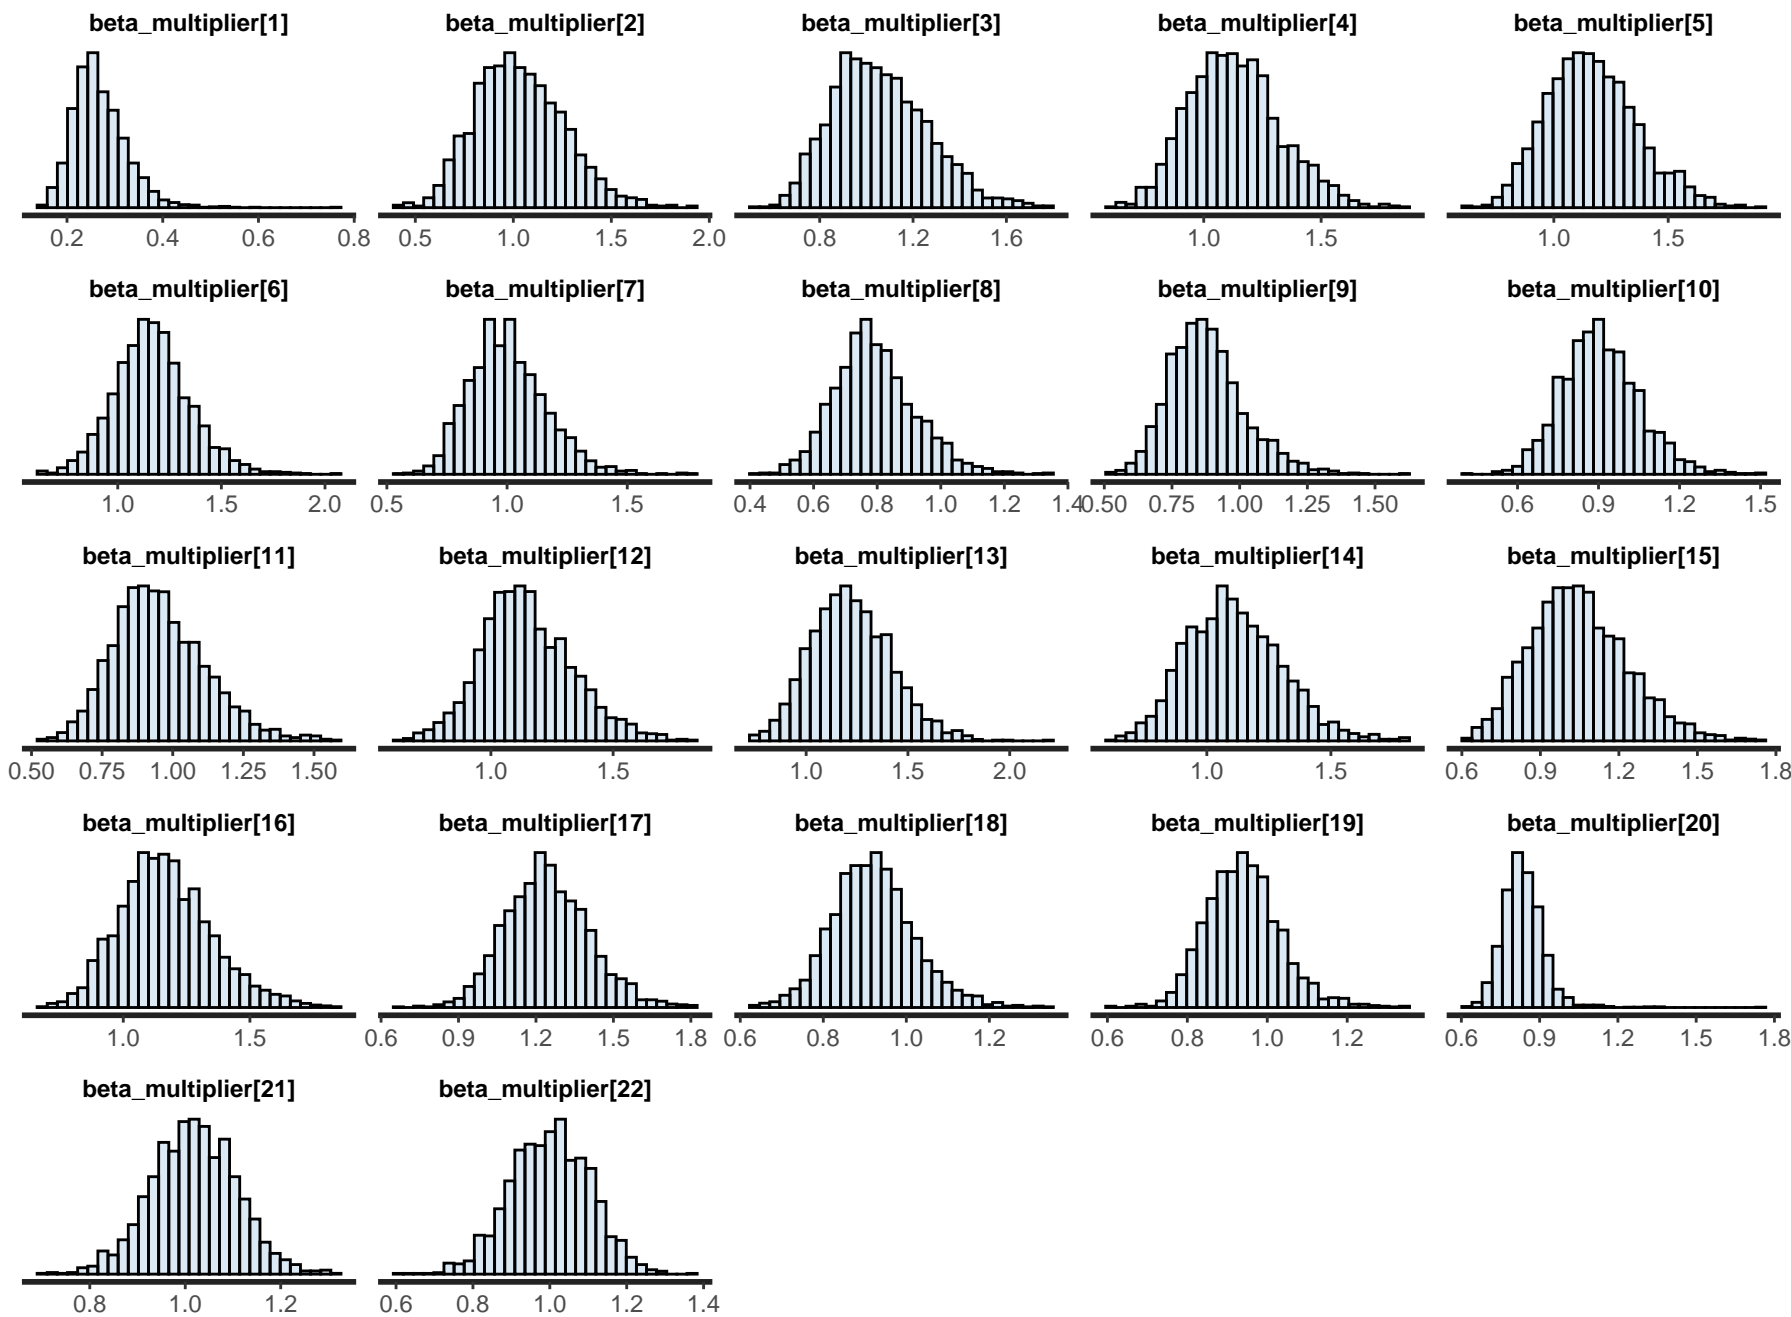 beta_multiplier[1] beta_multiplier[2] beta_multiplier[3] beta_multiplier[4] beta_multiplier[5]
0.2 0.4 0.6 0.8 0.5 1.0 1.5 2.0 0.8 1.2 1.6 1.0 1.5 1.0 1.5
beta_multiplier[6] beta_multiplier[7] beta_multiplier[8] beta_multiplier[9] beta_multiplier[10]
1.0 1.5 2.0 0.5 1.0 1.5 0.4 0.6 0.8 1.0 1.2 1.4 0.50 0.75 1.00 1.25 1.50 0.6 0.9 1.2 1.5
beta_multiplier[11] beta_multiplier[12] beta_multiplier[13] beta_multiplier[14] beta_multiplier[15]
0.50 0.75 1.00 1.25 1.50 1.0 1.5 1.0 1.5 2.0 1.0 1.5 0.6 0.9 1.2 1.5 1.8
beta_multiplier[16] beta_multiplier[17] beta_multiplier[18] beta_multiplier[19] beta_multiplier[20]
1.0 1.5 0.6 0.9 1.2 1.5 1.8 0.6 0.8 1.0 1.2 0.6 0.8 1.0 1.2 0.6 0.9 1.2 1.5 1.8
beta_multiplier[21] beta_multiplier[22]
0.8 1.0 1.2 0.6 0.8 1.0 1.2 1.4